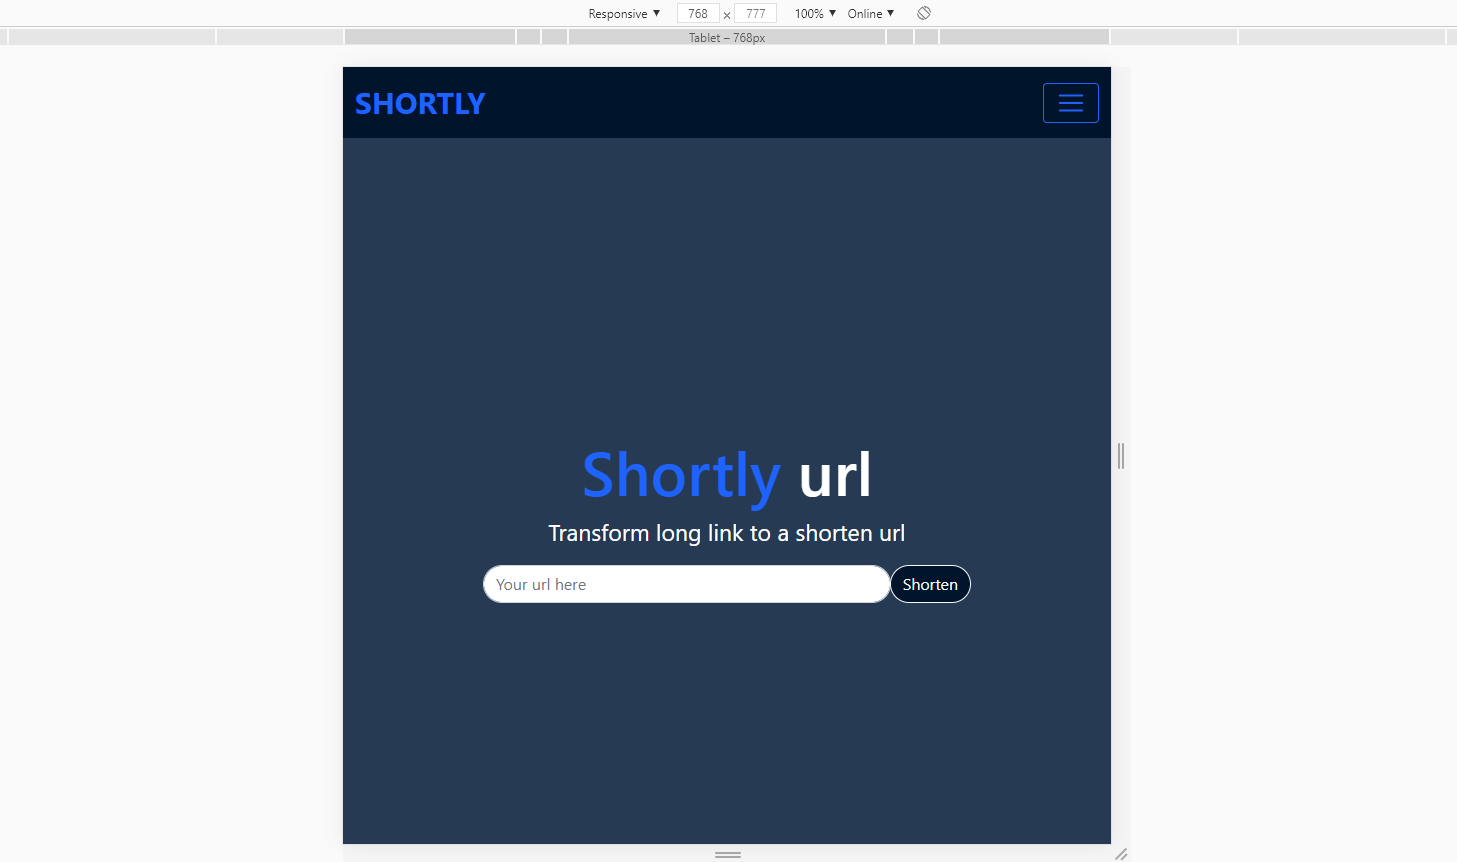 Responsive ▼ 768 × 777 100% ▼ Online ▼
Tablet – 768px
SHORTLY
Shortly url
Transform long link to a shorten url
Your url here Shorten